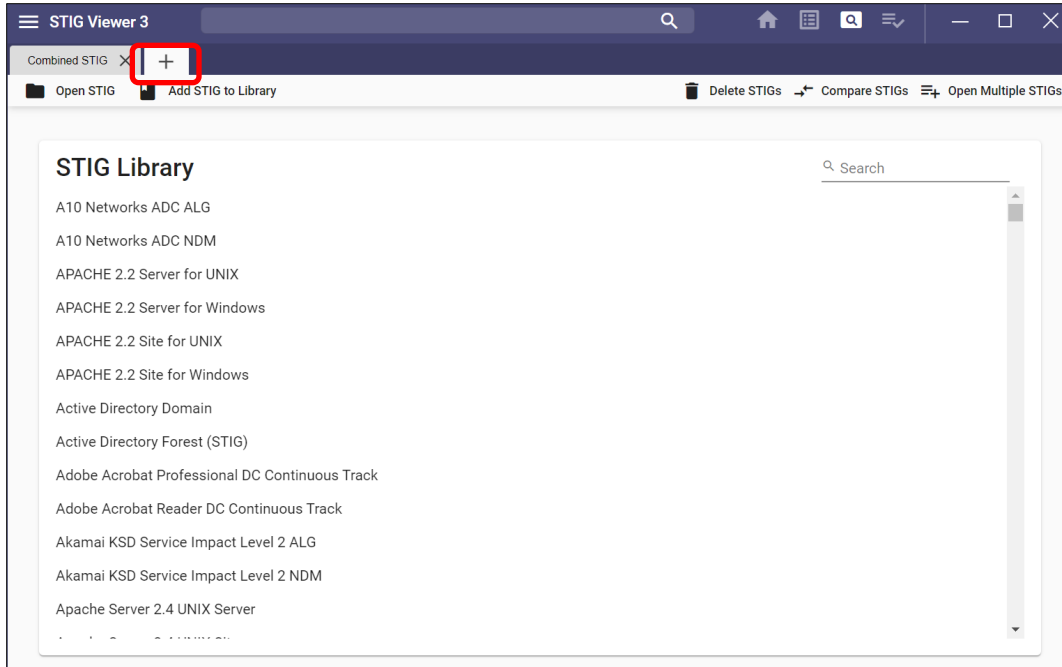 STIG Viewer 3
Combined STIG
Open STIG Add STIG to Library Delete STIGs Compare STIGs Open Multiple STIGs
STIG Library Search
A10 Networks ADC ALG
A10 Networks ADC NDM
APACHE 2.2 Server for UNIX
APACHE 2.2 Server for Windows
APACHE 2.2 Site for UNIX
APACHE 2.2 Site for Windows
Active Directory Domain
Active Directory Forest (STIG)
Adobe Acrobat Professional DC Continuous Track
Adobe Acrobat Reader DC Continuous Track
Akamai KSD Service Impact Level 2 ALG
Akamai KSD Service Impact Level 2 NDM
Apache Server 2.4 UNIX Server